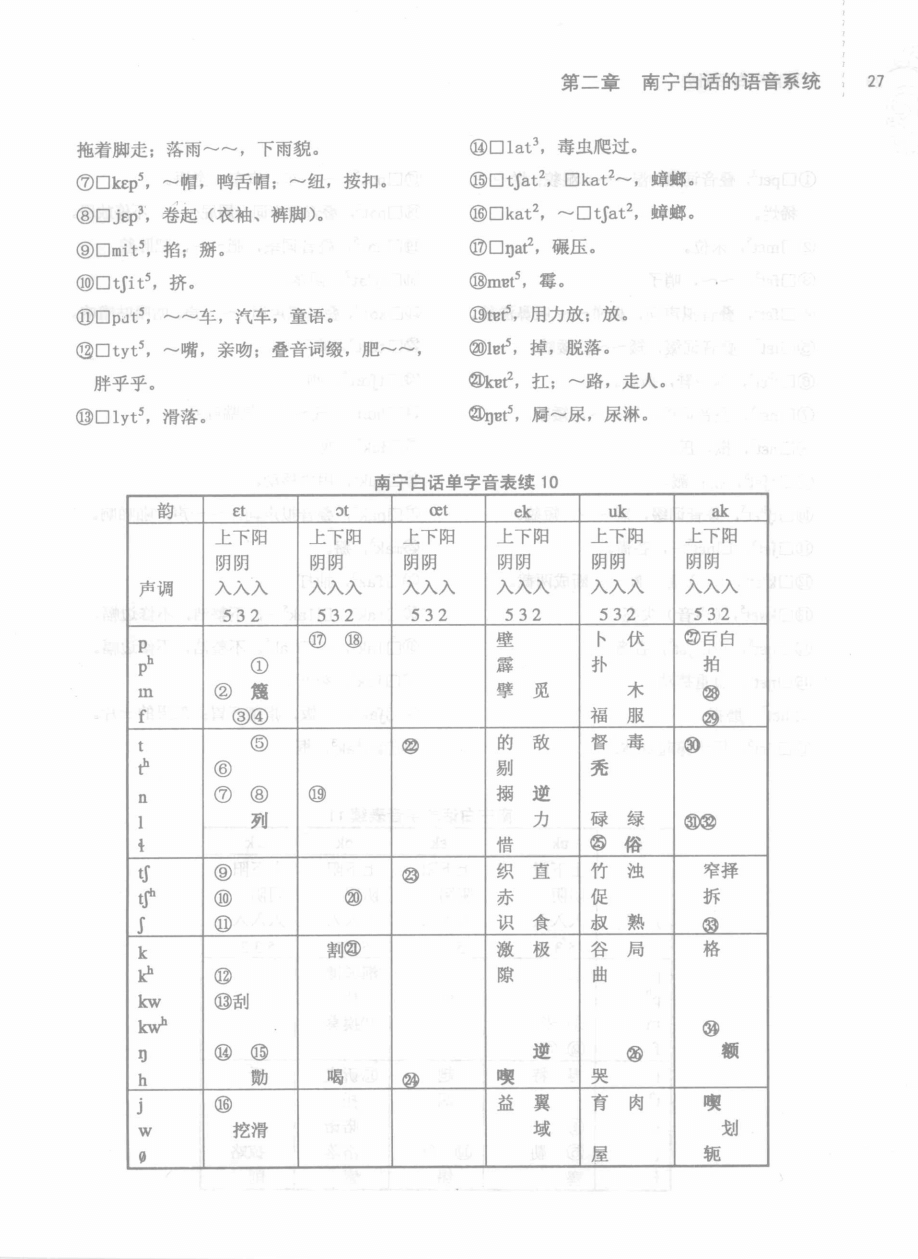 第二章 南宁白话的语音系统 27
拖着脚走；落雨～～，下雨貌。
⑦□kɛp⁵，～帽，鸭舌帽；～纽，按扣。
⑧□jɛp³，卷起（衣袖、裤脚）。
⑨□mit⁵，掐；掰。
⑩□tʃit⁵，挤。
⑪□put⁵，～～车，汽车，童语。
⑫□tyt⁵，～嘴，亲吻；叠音词缀，肥～～，
胖乎乎。
⑬□lyt⁵，滑落。
⑭□lat³，毒虫爬过。
⑮□tʃat²，□kat²～，蟑螂。
⑯□kat²，～□tʃat²，蟑螂。
⑰□ŋat²，碾压。
⑱mɐt⁵，霉。
⑲tɐt⁵，用力放；放。
⑳lɐt⁵，掉，脱落。
㉑kɐt²，扛；～路，走人。
㉑ŋɐt⁵，屙～尿，尿淋。
南宁白话单字音表续 10
韵 ɛt ɔt œt ek uk ak
上下阳 上下阳 上下阳 上下阳 上下阳 上下阳
阴阴 阴阴 阴阴 阴阴 阴阴 阴阴
声调 入入入 入入入 入入入 入入入 入入入 入入入
5 3 2 5 3 2 5 3 2 5 3 2 5 3 2 5 3 2
p ⑰ ⑱ 壁 卜 伏 ㉗百白
pʰ ① 霹 扑 拍
m ② 篾 擘 觅 木 ㉘
f ③④ 福 服 ㉙
t ⑤ ㉒ 的 敌 督 毒 ㉚
tʰ ⑥ 剔 秃
n ⑦ ⑧ ⑲ 搦 逆
l 列 力 碌 绿 ㉛㉜
ɬ 惜 ㉕ 俗
tʃ ⑨ ㉓ 织 直 竹 浊 窄择
tʃʰ ⑩ ⑳ 赤 促 拆
ʃ ⑪ 识 食 叔 熟 ㉝
k 割㉑ 激 极 谷 局 格
kʰ ⑫ 隙 曲
kw ⑬刮
kwʰ ㉞
ŋ ⑭ ⑮ 逆 ㉖ 额
h 勩 喝 ㉔ 喫 哭
j ⑯ 益 翼 育 肉 喫
w 挖滑 域 划
ø 屋 轭